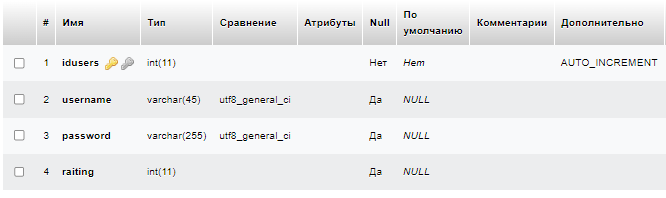 # Имя Тип Сравнение Атрибуты Null По умолчанию Комментарии Дополнительно
1 idusers int(11) Нет Нет AUTO_INCREMENT
2 username varchar(45) utf8_general_ci Да NULL
3 password varchar(255) utf8_general_ci Да NULL
4 raiting int(11) Да NULL